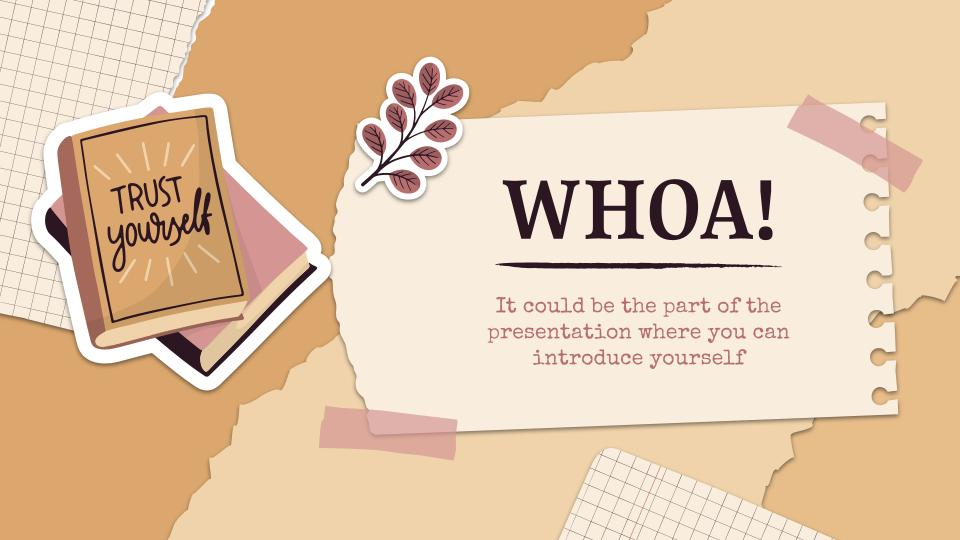 TRUST
yourself
WHOA!
It could be the part of the
presentation where you can
introduce yourself